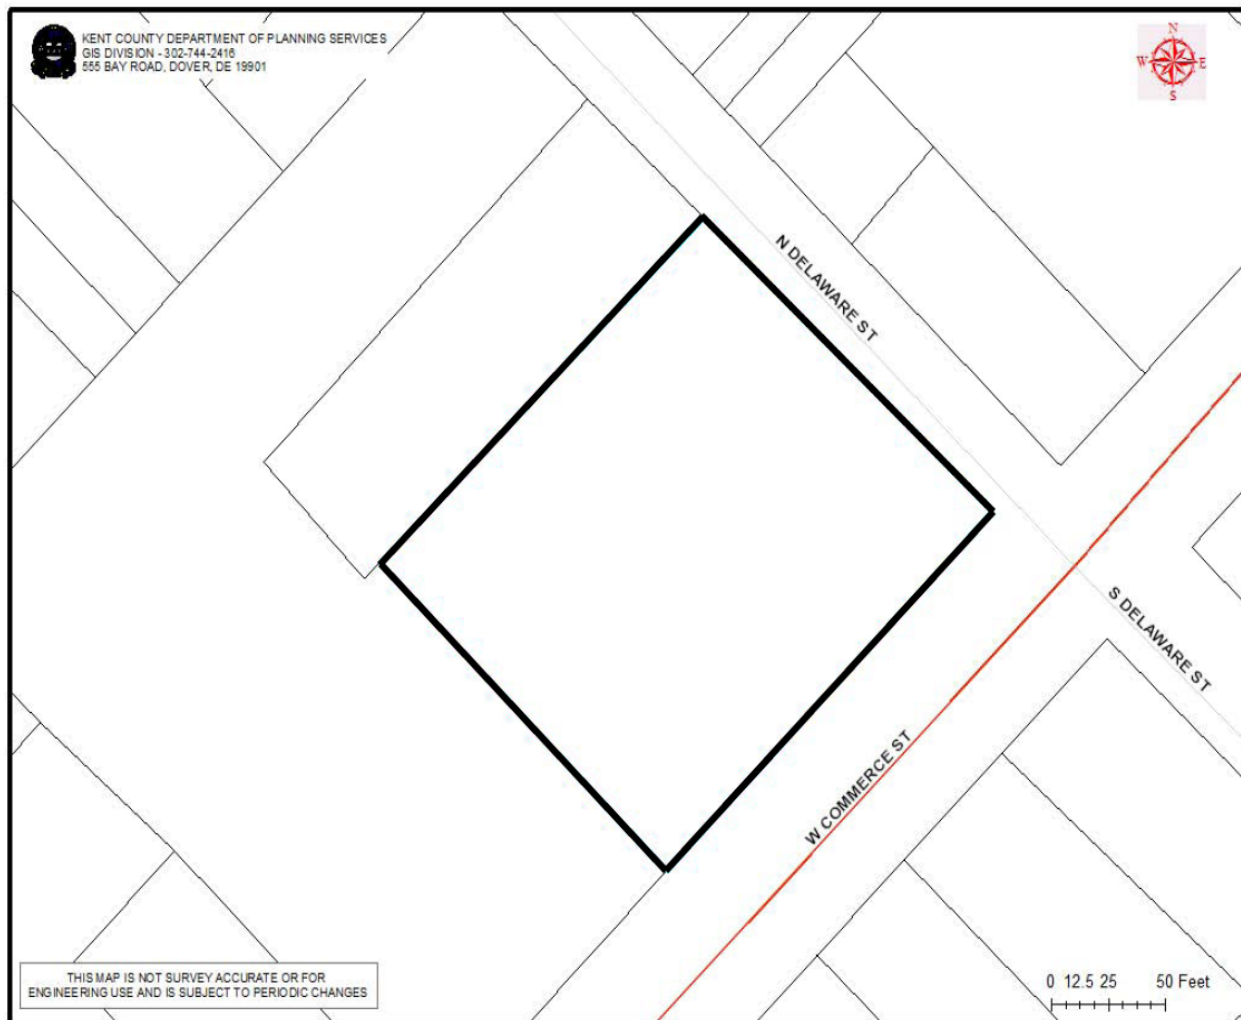 KENT COUNTY DEPARTMENT OF PLANNING SERVICES
GIS DIVISION - 302-744-2416
555 BAY ROAD, DOVER, DE 19901
N
W E
S
N DELAWARE ST
S DELAWARE ST
W COMMERCE ST
THIS MAP IS NOT SURVEY ACCURATE OR FOR
ENGINEERING USE AND IS SUBJECT TO PERIODIC CHANGES
0 12.5 25 50 Feet